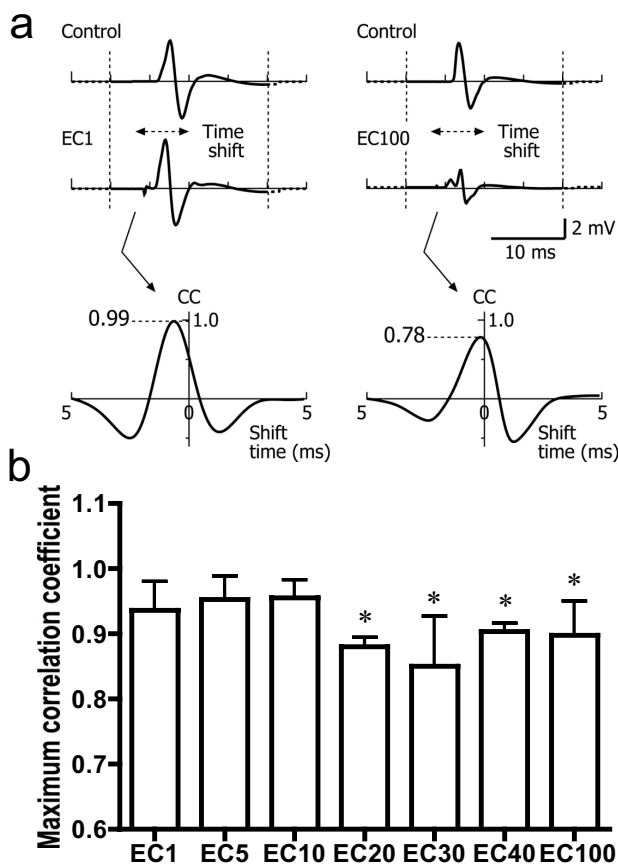 a
Control Control
EC1 Time shift EC100 Time shift
2 mV
10 ms
CC CC
0.99 1.0 0.78 1.0
5 0 5 5 0 5
Shift time (ms) Shift time (ms)
b
Maximum correlation coefficient
1.1
1.0
0.9
0.8
0.7
0.6
* * * *
EC1 EC5 EC10 EC20 EC30 EC40 EC100